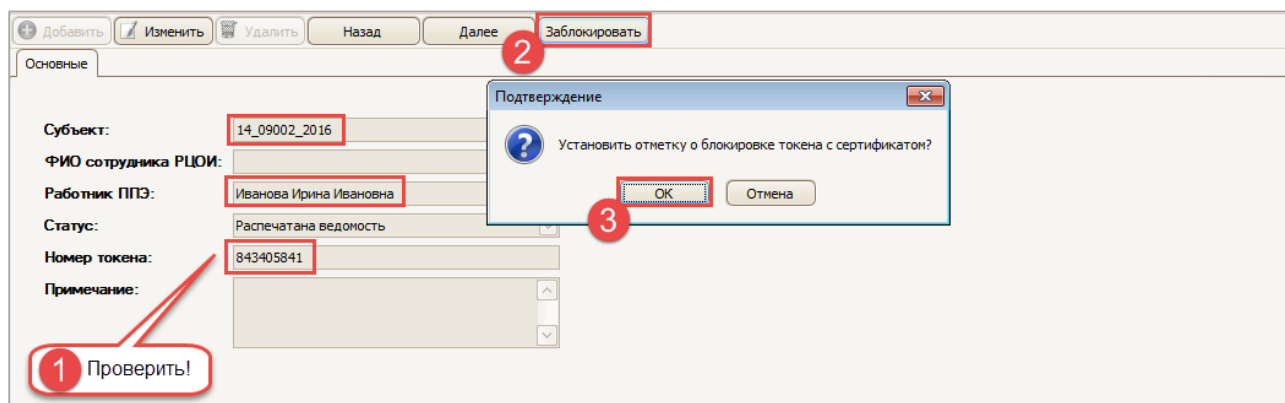 Добавить Изменить Удалить Назад Далее Заблокировать
2
Основные
Подтверждение
Установить отметку о блокировке токена с сертификатом?
OK Отмена
3
Субъект: 14_09002_2016
ФИО сотрудника РЦОИ:
Работник ППЭ: Иванова Ирина Ивановна
Статус: Распечатана ведомость
Номер токена: 843405841
Примечание:
1 Проверить!